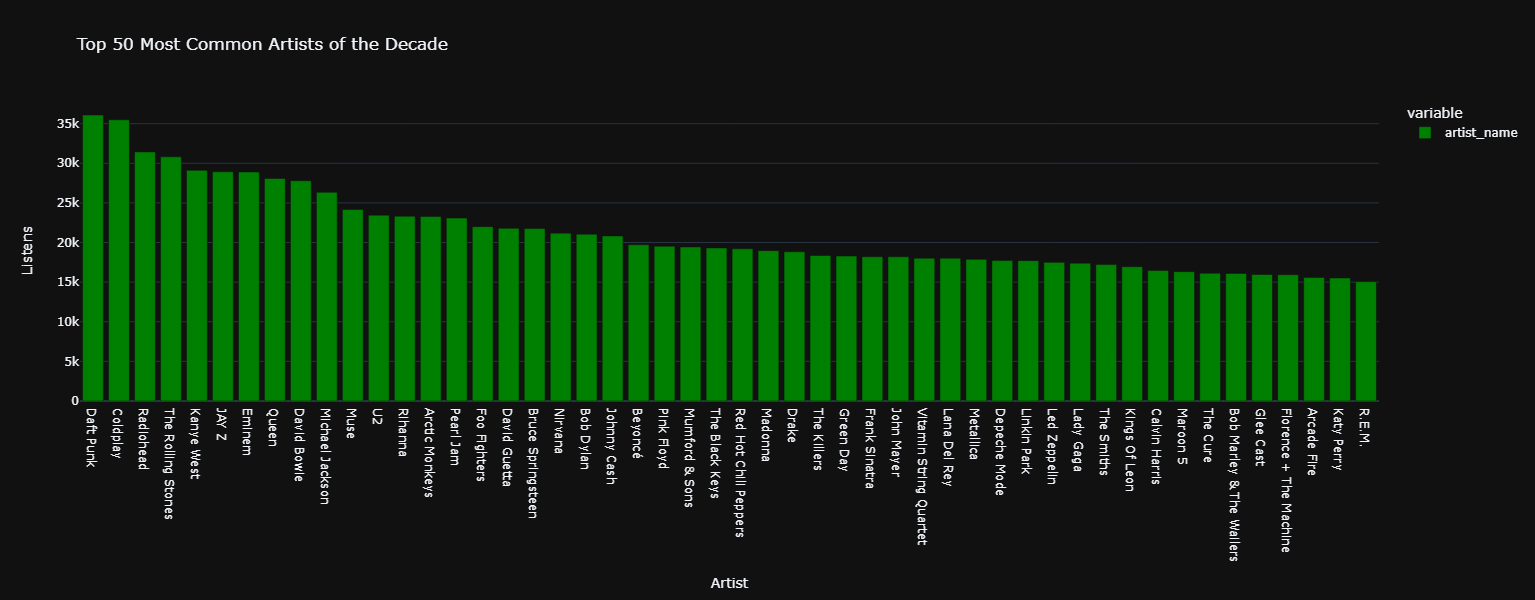 Top 50 Most Common Artists of the Decade
35k
30k
25k
20k
15k
10k
5k
0
Listens
Daft Punk
Coldplay
Radiohead
The Rolling Stones
Kanye West
JAY Z
Eminem
Queen
David Bowie
Michael Jackson
Muse
U2
Rihanna
Arctic Monkeys
Pearl Jam
Foo Fighters
David Guetta
Bruce Springsteen
Nirvana
Bob Dylan
Johnny Cash
Beyoncé
Pink Floyd
Mumford & Sons
The Black Keys
Red Hot Chili Peppers
Madonna
Drake
The Killers
Green Day
Frank Sinatra
John Mayer
Vitamin String Quartet
Lana Del Rey
Metallica
Depeche Mode
Linkin Park
Led Zeppelin
Lady Gaga
The Smiths
Kings Of Leon
Calvin Harris
Maroon 5
The Cure
Bob Marley & The Wailers
Glee Cast
Florence + The Machine
Arcade Fire
Katy Perry
R.E.M.
Artist
variable
artist_name